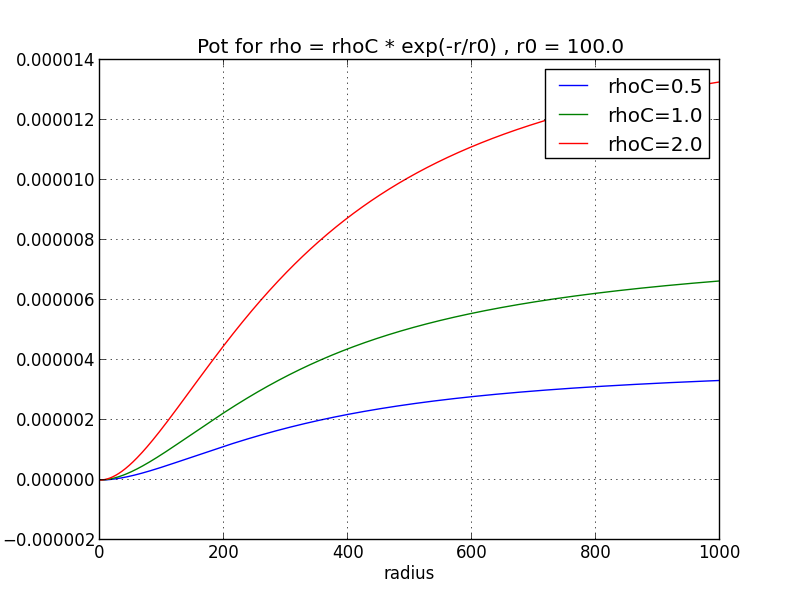 Pot for rho = rhoC * exp(-r/r0) , r0 = 100.0
0.000014
0.000012
0.000010
0.000008
0.000006
0.000004
0.000002
0.000000
−0.000002
rhoC=0.5
rhoC=1.0
rhoC=2.0
0 200 400 600 800 1000
radius